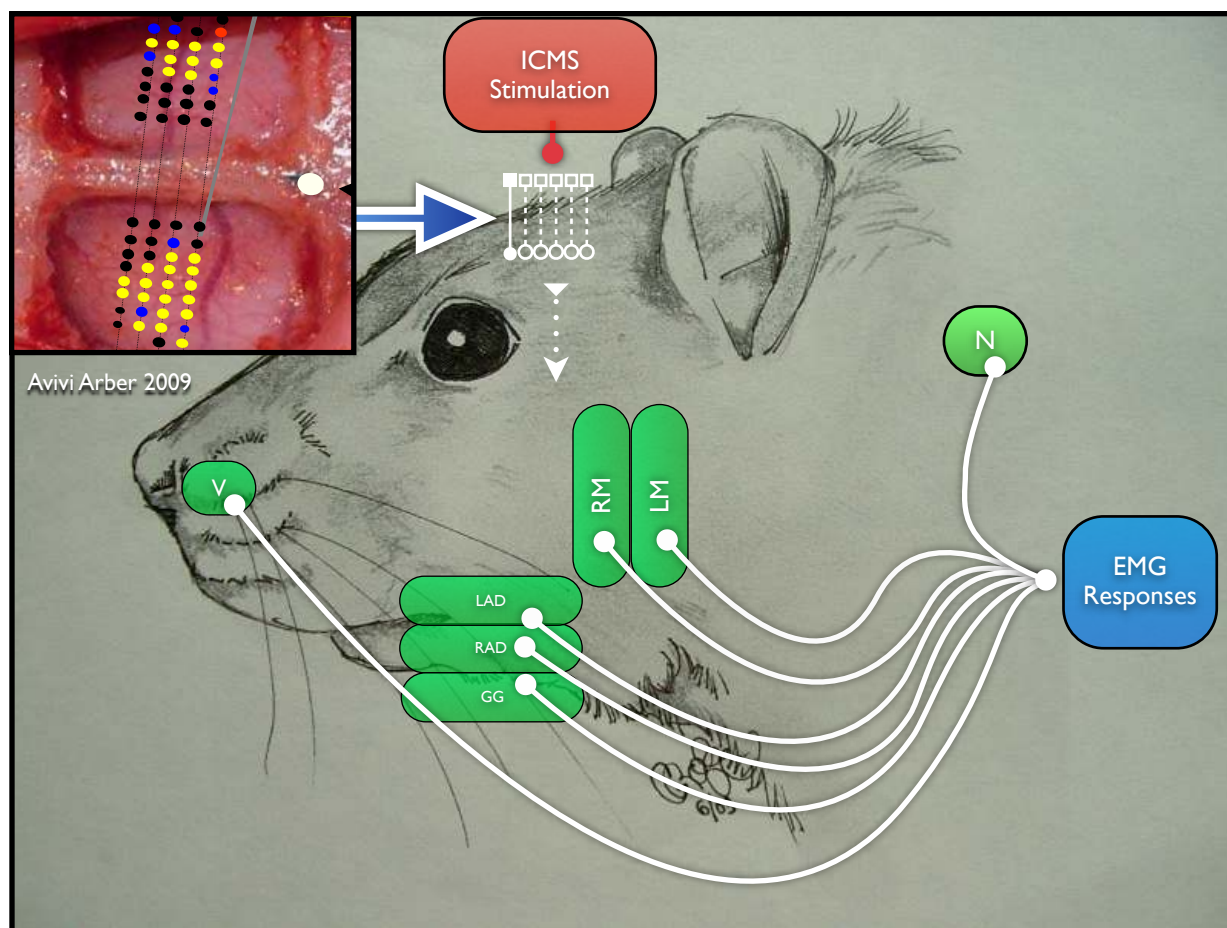 ICMS
Stimulation
Avivi Arber 2009
N
V
RM
LM
LAD
RAD
GG
EMG
Responses